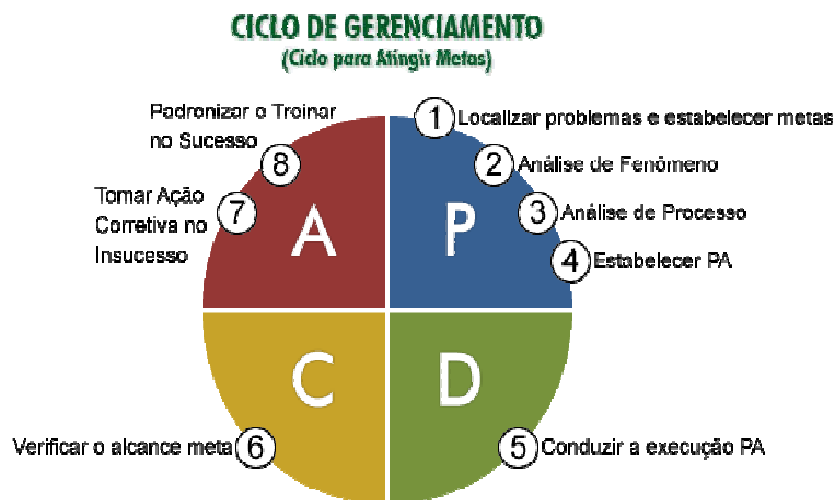 CICLO DE GERENCIAMENTO
(Ciclo para Atingir Metas)
1 Localizar problemas e estabelecer metas
2 Análise de Fenômeno
3 Análise de Processo
4 Estabelecer PA
P
D
5 Conduzir a execução PA
C
Verificar o alcance meta 6
A
Tomar Ação
7
Corretiva no
Insucesso
Padronizar o Troinar
no Sucesso
8